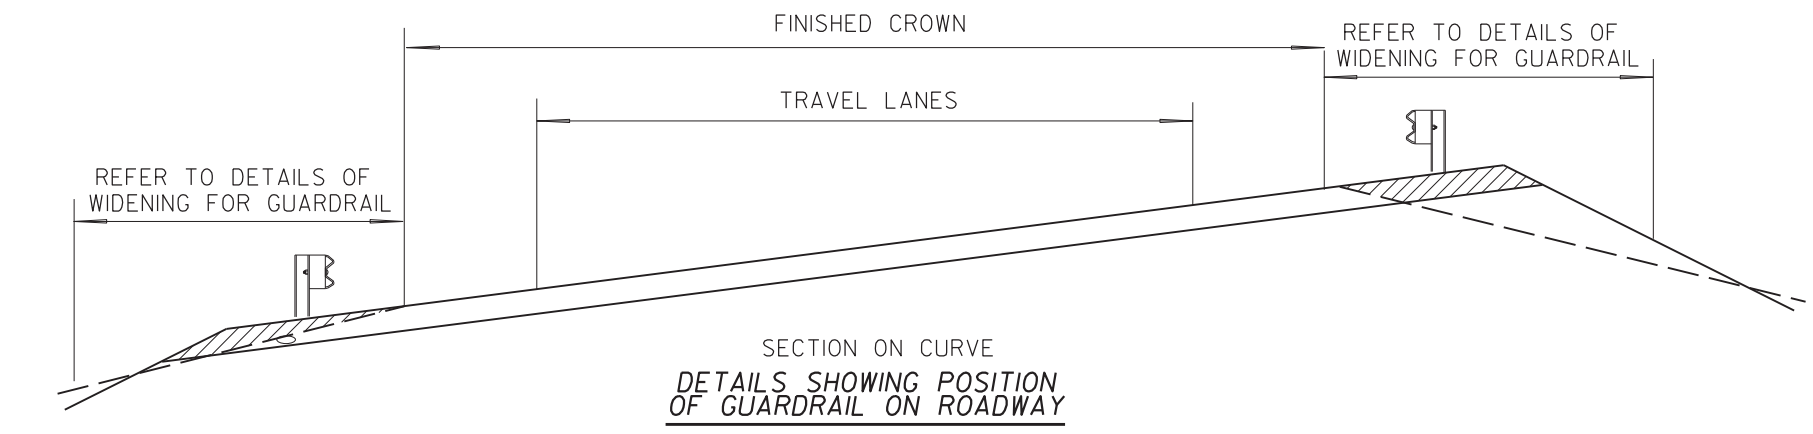 FINISHED CROWN
REFER TO DETAILS OF
WIDENING FOR GUARDRAIL
TRAVEL LANES
REFER TO DETAILS OF
WIDENING FOR GUARDRAIL
SECTION ON CURVE
DETAILS SHOWING POSITION
OF GUARDRAIL ON ROADWAY